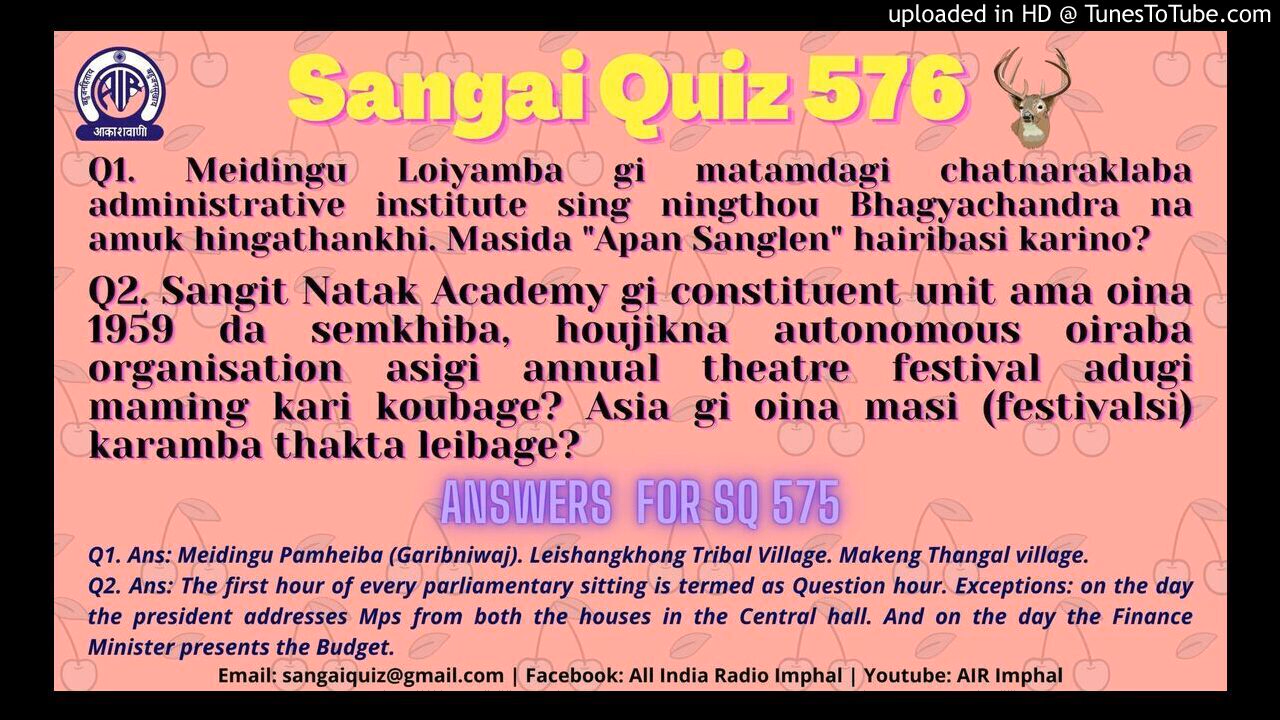 uploaded in HD @ TunesToTube.com
Sangai Quiz 576
बहुजनहिताय बहुजनसुखाय
AIR
आकाशवाणी
Q1. Meidingu Loiyamba gi matamdagi chatnaraklaba
administrative institute sing ningthou Bhagyachandra na
amuk hingathankhi. Masida "Apan Sanglen" hairibasi karino?
Q2. Sangit Natak Academy gi constituent unit ama oina
1959 da semkhiba, houjikna autonomous oiraba
organisation asigi annual theatre festival adugi
maming kari koubage? Asia gi oina masi (festivalsi)
karamba thakta leibage?
ANSWERS FOR SQ 575
Q1. Ans: Meidingu Pamheiba (Garibniwaj). Leishangkhong Tribal Village. Makeng Thangal village.
Q2. Ans: The first hour of every parliamentary sitting is termed as Question hour. Exceptions: on the day
the president addresses Mps from both the houses in the Central hall. And on the day the Finance
Minister presents the Budget.
Email: sangaiquiz@gmail.com | Facebook: All India Radio Imphal | Youtube: AIR Imphal